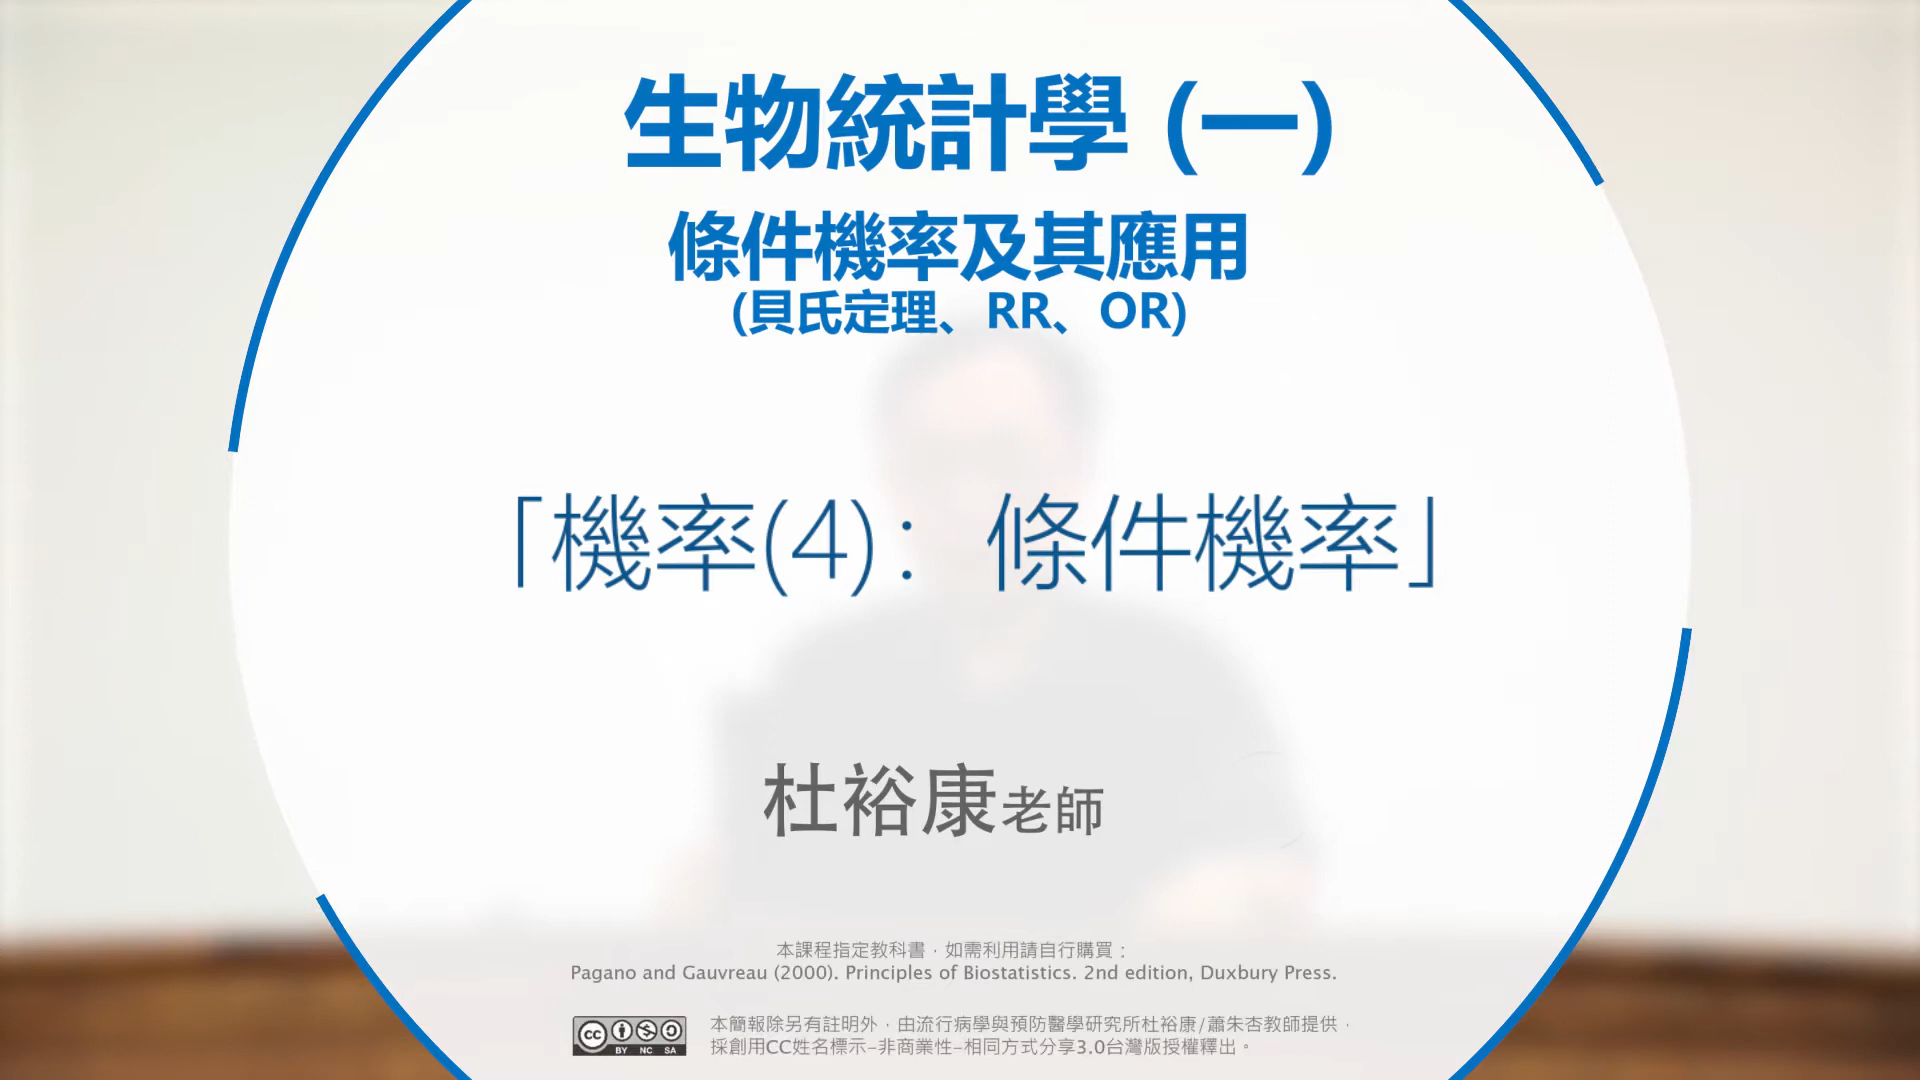 生物統計學 (一)
條件機率及其應用
(貝氏定理、RR、OR)
「機率(4)：條件機率」
杜裕康老師
本課程指定教科書，如需利用請自行購買：
Pagano and Gauvreau (2000). Principles of Biostatistics. 2nd edition, Duxbury Press.
cc BY NC SA
本簡報除另有註明外，由流行病學與預防醫學研究所杜裕康/蕭朱杏教師提供，
採創用CC姓名標示–非商業性–相同方式分享3.0台灣版授權釋出。